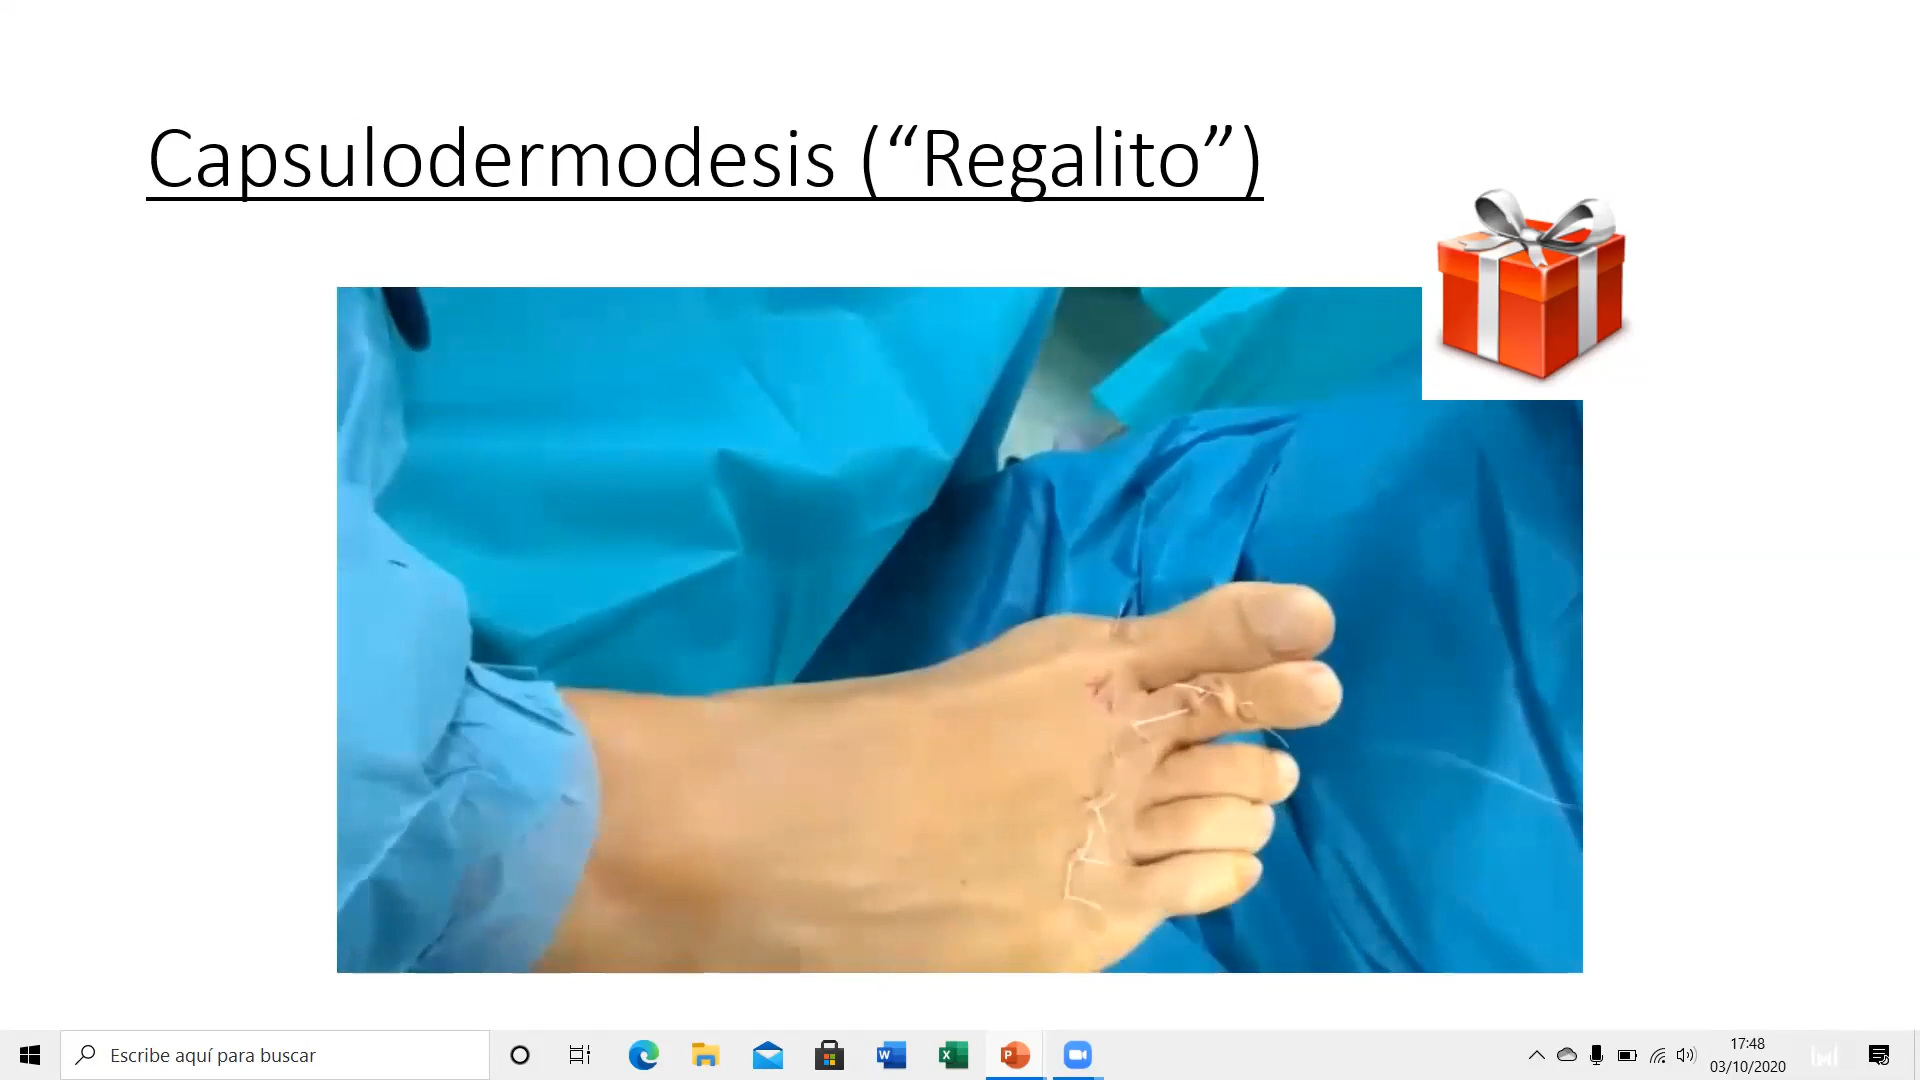 Capsulodermodesis (“Regalito”)
Escribe aquí para buscar
17:48
03/10/2020